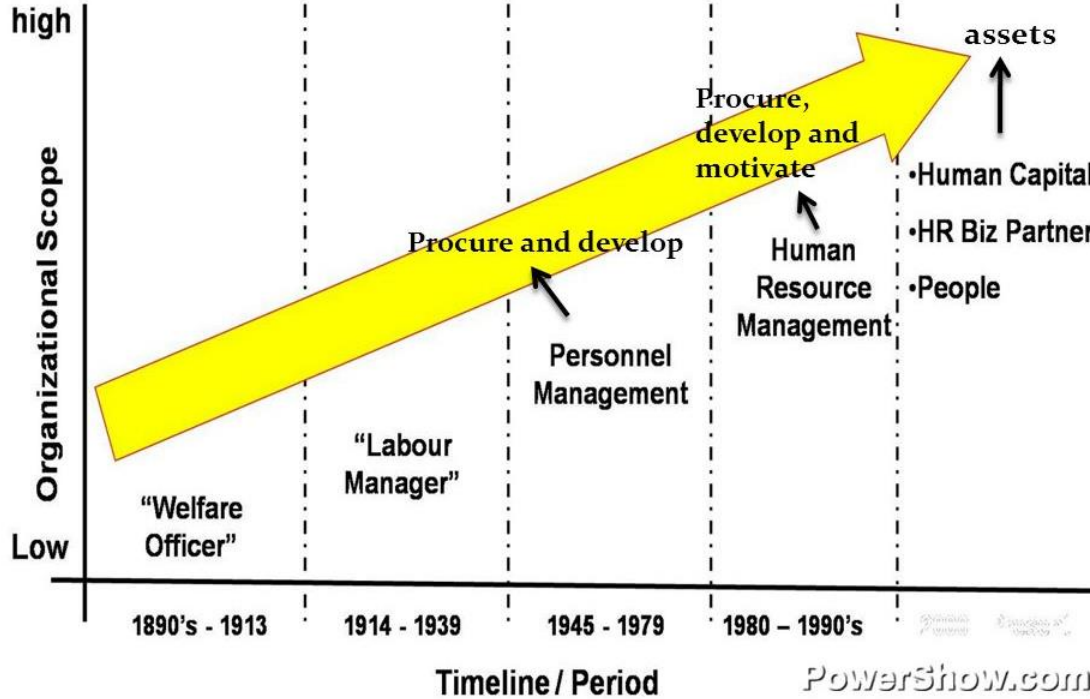 high
assets
Procure,
develop and
motivate
•Human Capital
•HR Biz Partner
•People
Procure and develop
Human
Resource
Management
Personnel
Management
Organizational Scope
“Labour
Manager”
“Welfare
Officer”
Low
1890’s - 1913
1914 - 1939
1945 - 1979
1980 – 1990’s
Timeline / Period
PowerShow.com